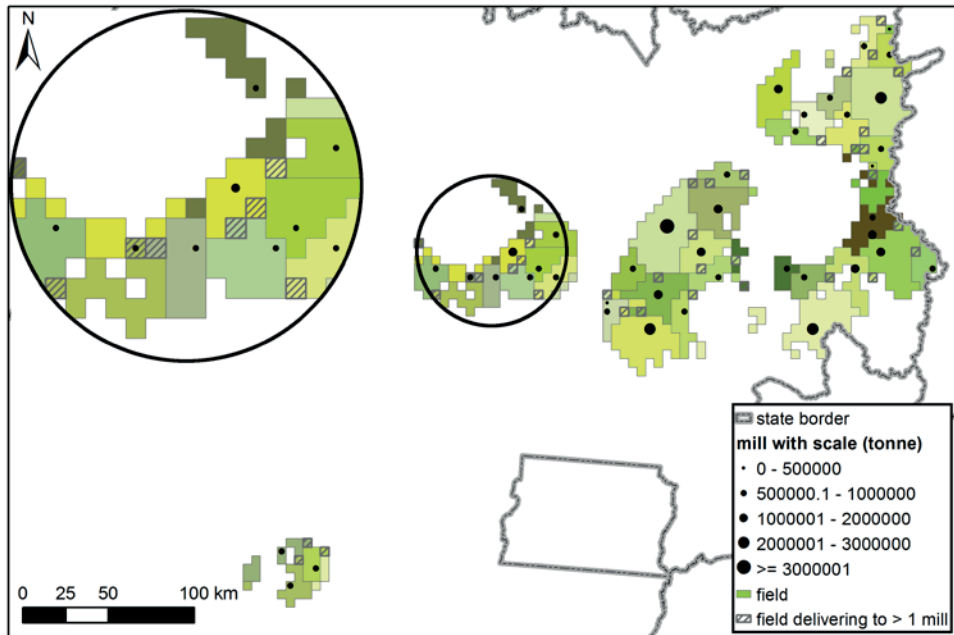 N
state border
mill with scale (tonne)
0 - 500000
500000.1 - 1000000
1000001 - 2000000
2000001 - 3000000
>= 3000001
field
field delivering to > 1 mill
0 25 50 100 km